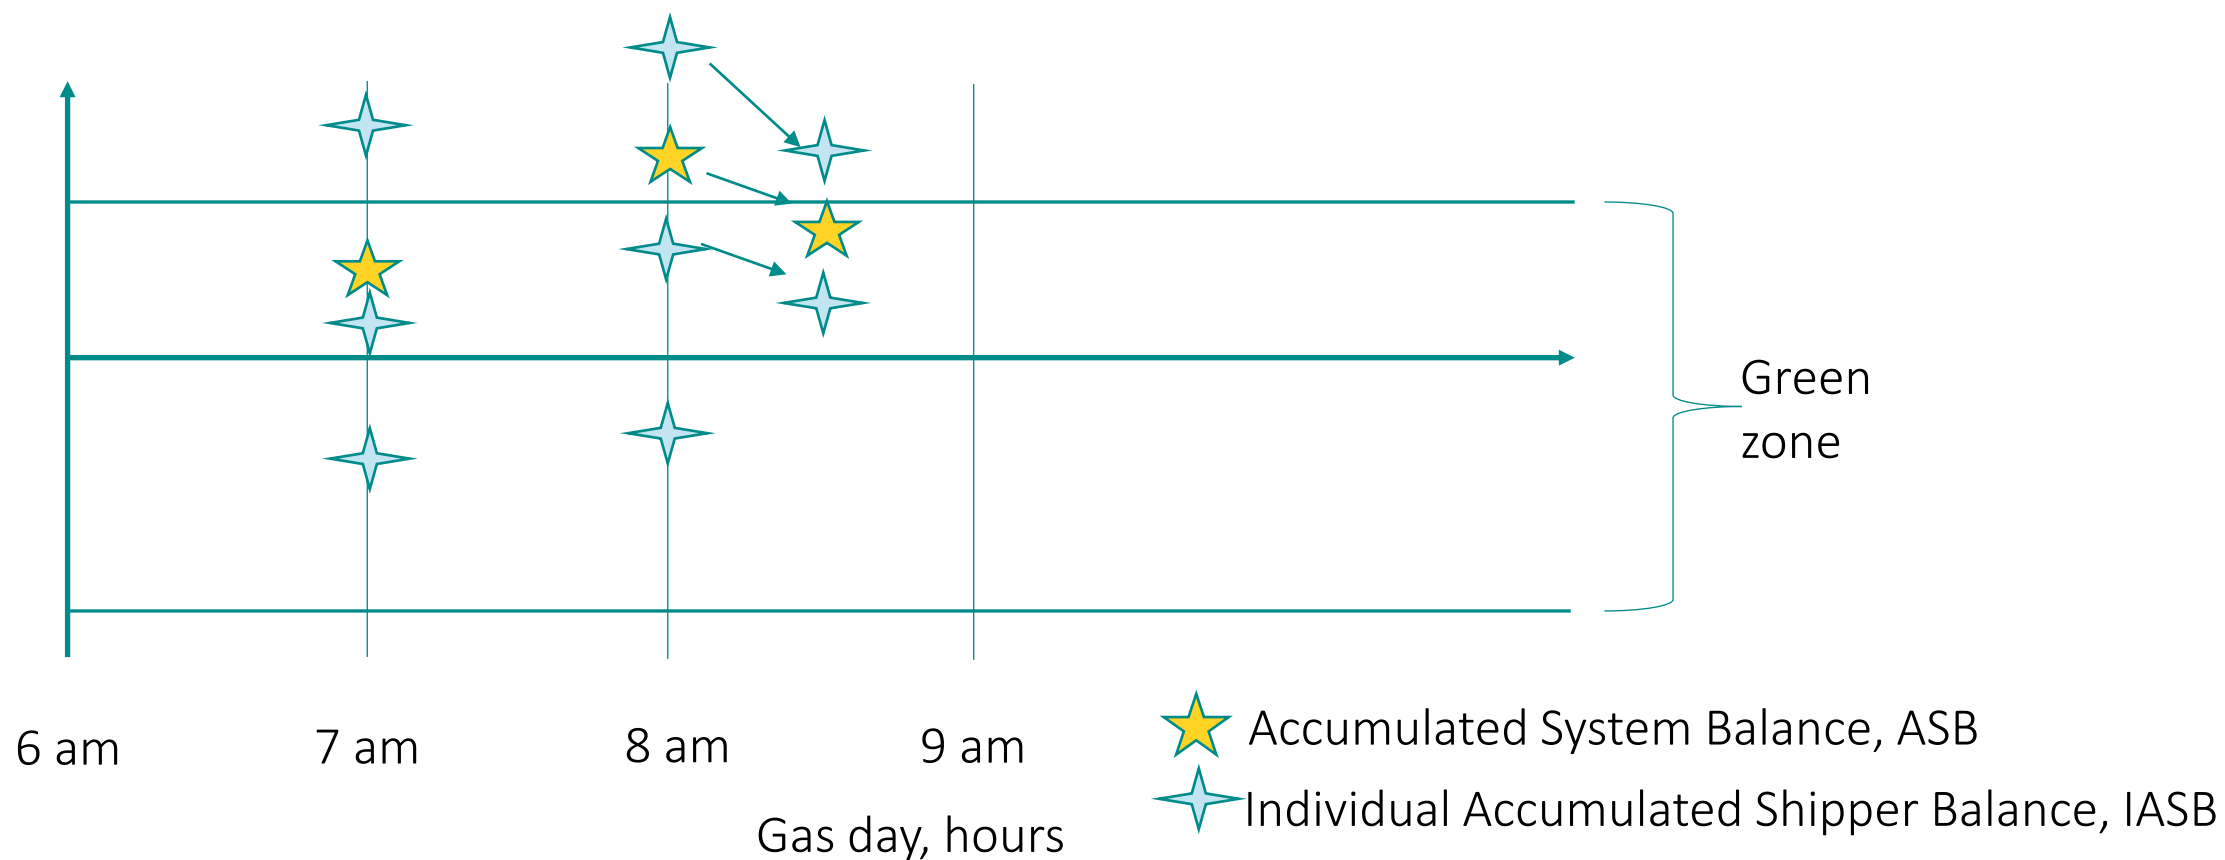 Green
zone
6 am
7 am
8 am
9 am
Gas day, hours
Accumulated System Balance, ASB
Individual Accumulated Shipper Balance, IASB